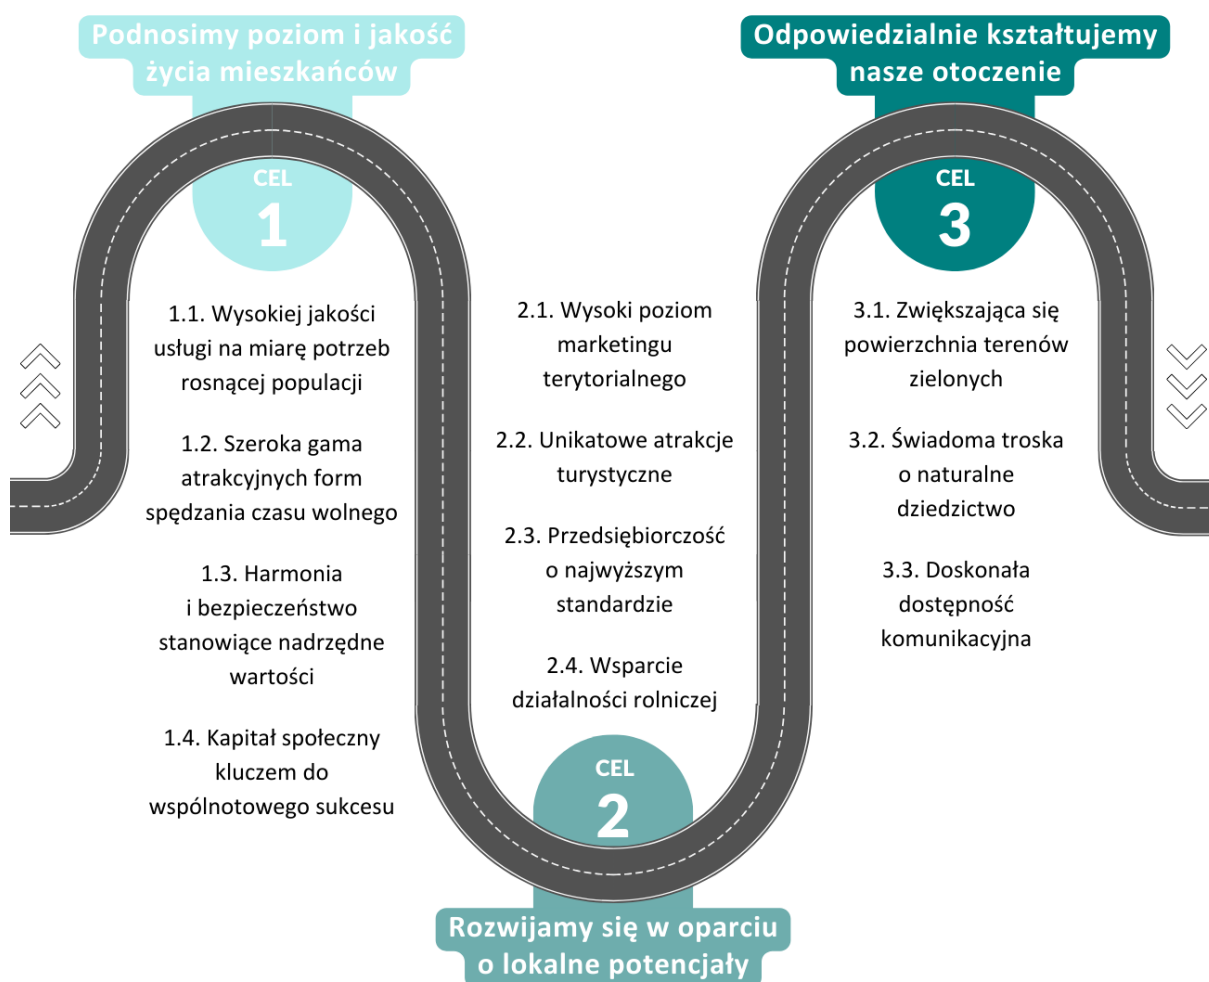 Podnosimy poziom i jakość
życia mieszkańców
CEL
1
1.1. Wysokiej jakości
usługi na miarę potrzeb
rosnącej populacji
1.2. Szeroka gama
atrakcyjnych form
spędzania czasu wolnego
1.3. Harmonia
i bezpieczeństwo
stanowiące nadrzędne
wartości
1.4. Kapitał społeczny
kluczem do
wspólnotowego sukcesu
2.1. Wysoki poziom
marketingu
terytorialnego
2.2. Unikatowe atrakcje
turystyczne
2.3. Przedsiębiorczość
o najwyższym
standardzie
2.4. Wsparcie
działalności rolniczej
CEL
2
Rozwijamy się w oparciu
o lokalne potencjały
Odpowiedzialnie kształtujemy
nasze otoczenie
CEL
3
3.1. Zwiększająca się
powierzchnia terenów
zielonych
3.2. Świadoma troska
o naturalne
dziedzictwo
3.3. Doskonała
dostępność
komunikacyjna